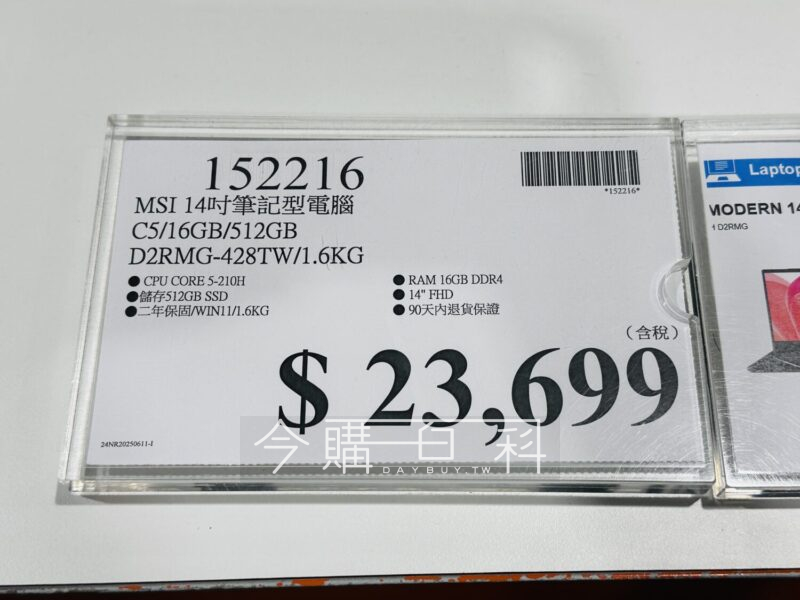 152216
*152216*
MSI 14吋筆記型電腦
C5/16GB/512GB
D2RMG-428TW/1.6KG
● CPU CORE 5-210H
● RAM 16GB DDR4
●儲存512GB SSD
● 14" FHD
●二年保固/WIN11/1.6KG
● 90天內退貨保證
(含稅)
$ 23,699
24NR20250611-I
今購百科
DAYBUY.TW
Laptop
MODERN 14
D2RMG